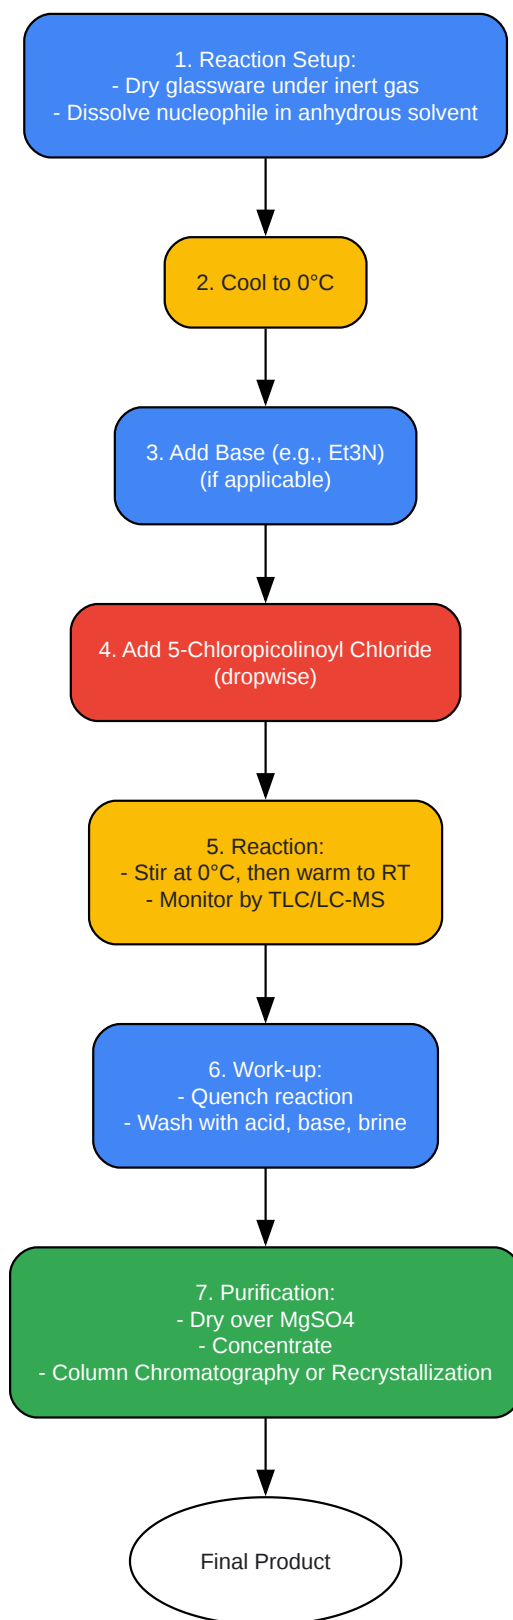 1. Reaction Setup:
- Dry glassware under inert gas
- Dissolve nucleophile in anhydrous solvent
2. Cool to 0°C
3. Add Base (e.g., Et3N)
(if applicable)
4. Add 5-Chloropicolinoyl Chloride
(dropwise)
5. Reaction:
- Stir at 0°C, then warm to RT
- Monitor by TLC/LC-MS
6. Work-up:
- Quench reaction
- Wash with acid, base, brine
7. Purification:
- Dry over MgSO4
- Concentrate
- Column Chromatography or Recrystallization
Final Product